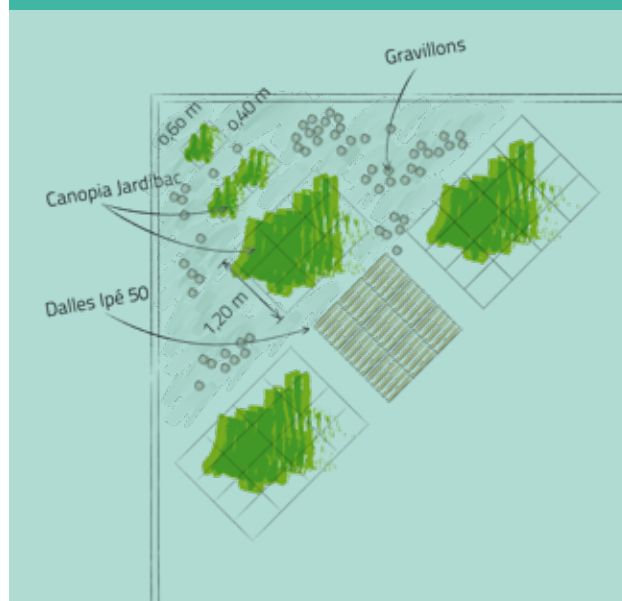 Gravillons
0,60 m
0,40 m
Canopia Jardibac
Dalles Ipé 50
1,20 m